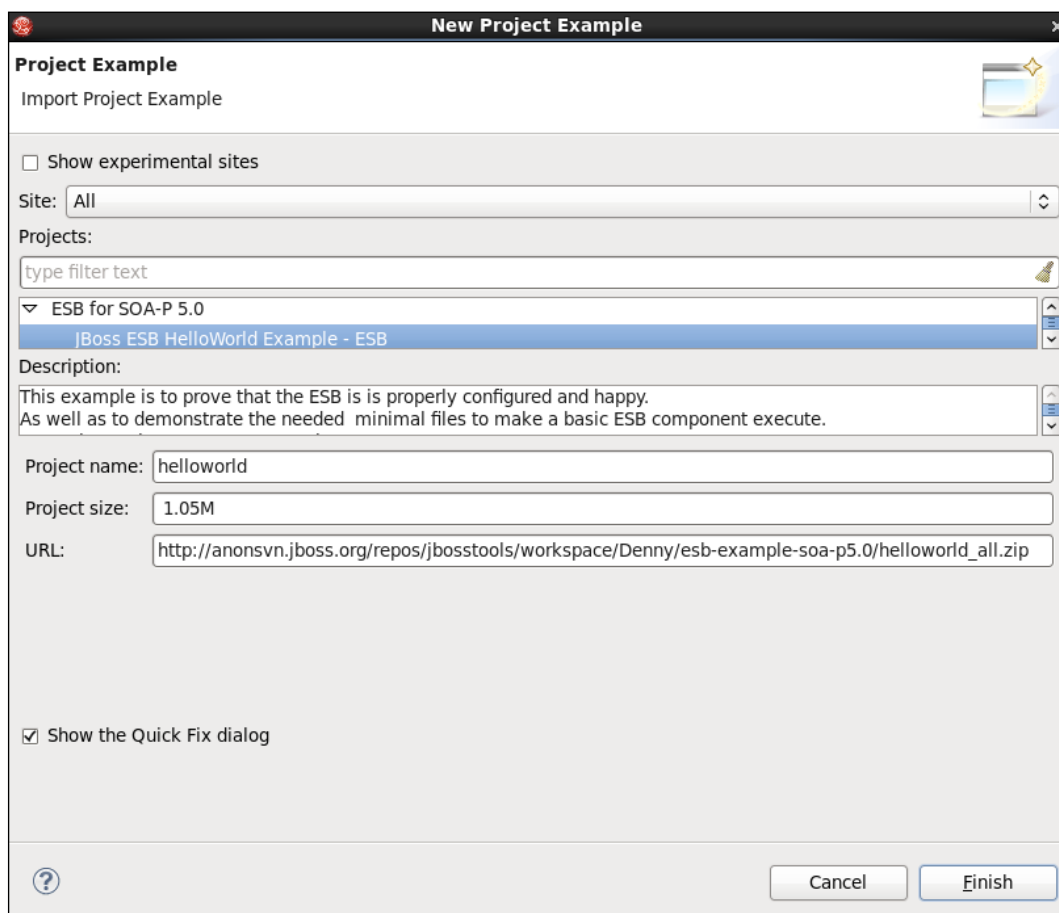 New Project Example
Project Example
Import Project Example
Show experimental sites
Site: All
Projects:
type filter text
ESB for SOA-P 5.0
JBoss ESB HelloWorld Example - ESB
Description:
This example is to prove that the ESB is is properly configured and happy.
As well as to demonstrate the needed  minimal files to make a basic ESB component execute.
Project name: helloworld
Project size: 1.05M
URL: http://anonsvn.jboss.org/repos/jbosstools/workspace/Denny/esb-example-soa-p5.0/helloworld_all.zip
Show the Quick Fix dialog
Cancel Finish